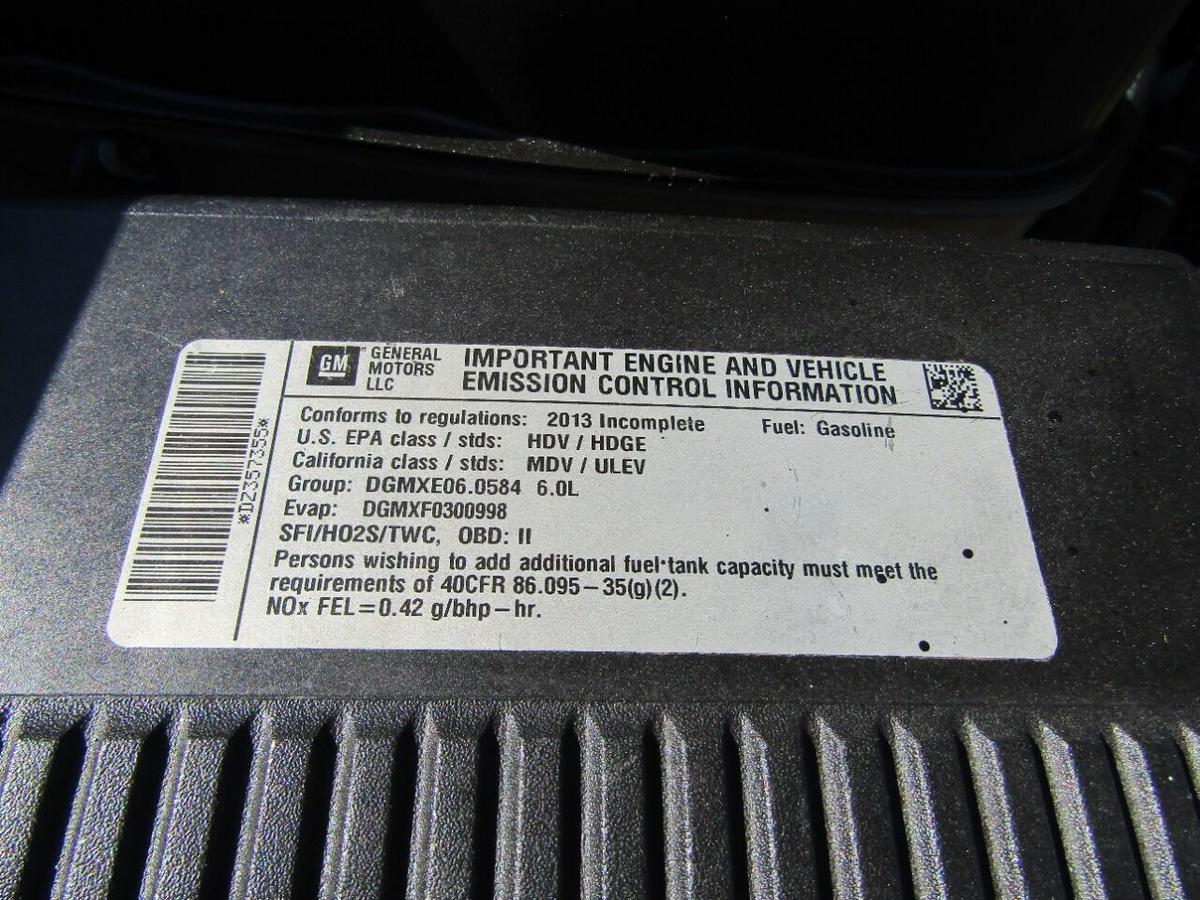 *DZ357355*
GM
GENERAL
MOTORS
LLC
IMPORTANT ENGINE AND VEHICLE
EMISSION CONTROL INFORMATION
Conforms to regulations: 2013 Incomplete Fuel: Gasoline
U.S. EPA class / stds: HDV / HDGE
California class / stds: MDV / ULEV
Group: DGMXE06.0584 6.0L
Evap: DGMXF0300998
SFI/HO2S/TWC, OBD: II
Persons wishing to add additional fuel tank capacity must meet the
requirements of 40CFR 86.095-35(g)(2).
NOx FEL=0.42 g/bhp-hr.